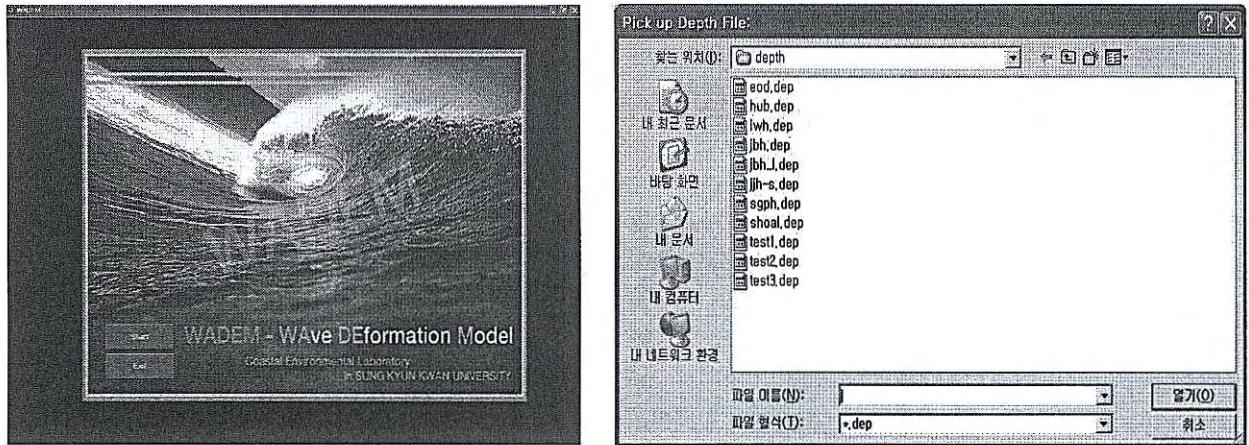 Start
WADEM - WAve DEformation Model
Exit
Coastal Environmental Laboratory
in SUNG KYUN KWAN UNIVERSITY
Pick up Depth File:
찾는 위치(I):
depth
내 최근 문서
바탕 화면
내 문서
내 컴퓨터
내 네트워크 환경
eod.dep
hub.dep
lwh.dep
jbh.dep
jbh_l.dep
jjh-s.dep
sgph.dep
shoal.dep
test1.dep
test2.dep
test3.dep
파일 이름(N):
열기(O)
파일 형식(T):
*.dep
취소